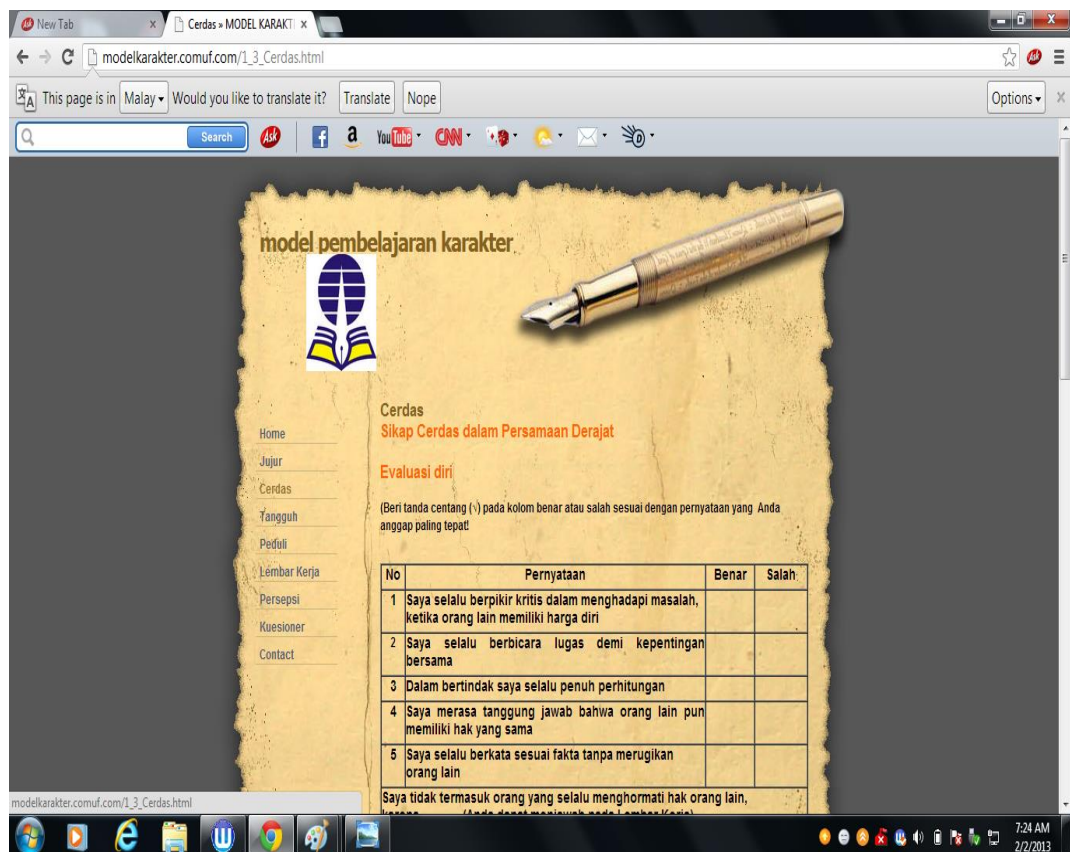 New Tab
Cerdas » MODEL KARAKT
modelkarakter.comuf.com/1_3_Cerdas.html
This page is in Malay Would you like to translate it? Translate Nope Options
Search Ask a YouTube CNN
model pembelajaran karakter
Home
Jujur
Cerdas
Tangguh
Peduli
Lembar Kerja
Persepsi
Kuesioner
Contact
Cerdas
Sikap Cerdas dalam Persamaan Derajat
Evaluasi diri
(Beri tanda centang (√) pada kolom benar atau salah sesuai dengan pernyataan yang Anda
anggap paling tepat!
No Pernyataan Benar Salah
1 Saya selalu berpikir kritis dalam menghadapi masalah,
ketika orang lain memiliki harga diri
2 Saya selalu berbicara lugas demi kepentingan
bersama
3 Dalam bertindak saya selalu penuh perhitungan
4 Saya merasa tanggung jawab bahwa orang lain pun
memiliki hak yang sama
5 Saya selalu berkata sesuai fakta tanpa merugikan
orang lain
Saya tidak termasuk orang yang selalu menghormati hak orang lain,
modelkarakter.comuf.com/1_3_Cerdas.html
7:24 AM
2/2/2013